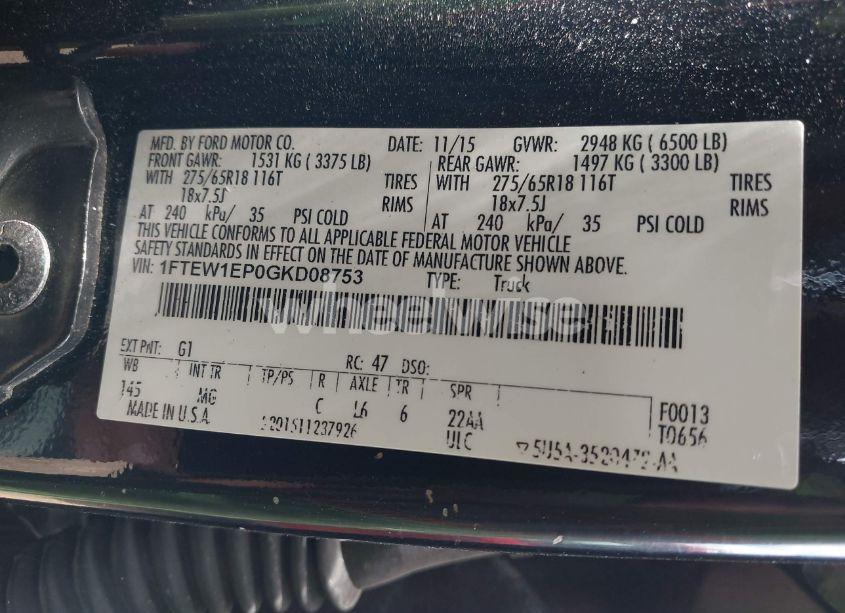 MFD. BY FORD MOTOR CO. DATE: 11/15 GVWR: 2948 KG ( 6500 LB)
FRONT GAWR: 1531 KG ( 3375 LB) REAR GAWR: 1497 KG ( 3300 LB)
WITH 275/65R18 116T TIRES WITH 275/65R18 116T TIRES
18x7.5J RIMS 18x7.5J RIMS
AT 240 kPa/ 35 PSI COLD AT 240 kPa/ 35 PSI COLD
THIS VEHICLE CONFORMS TO ALL APPLICABLE FEDERAL MOTOR VEHICLE
SAFETY STANDARDS IN EFFECT ON THE DATE OF MANUFACTURE SHOWN ABOVE.
VIN: 1FTEW1EP0GKD08753 TYPE: Truck
wheelwise
EXT PNT: G1 RC: 47 DSO:
WB INT TR TP/PS R AXLE TR SPR
145 MG C L6 6 22AA F0013
MADE IN U.S.A. ULC T0656